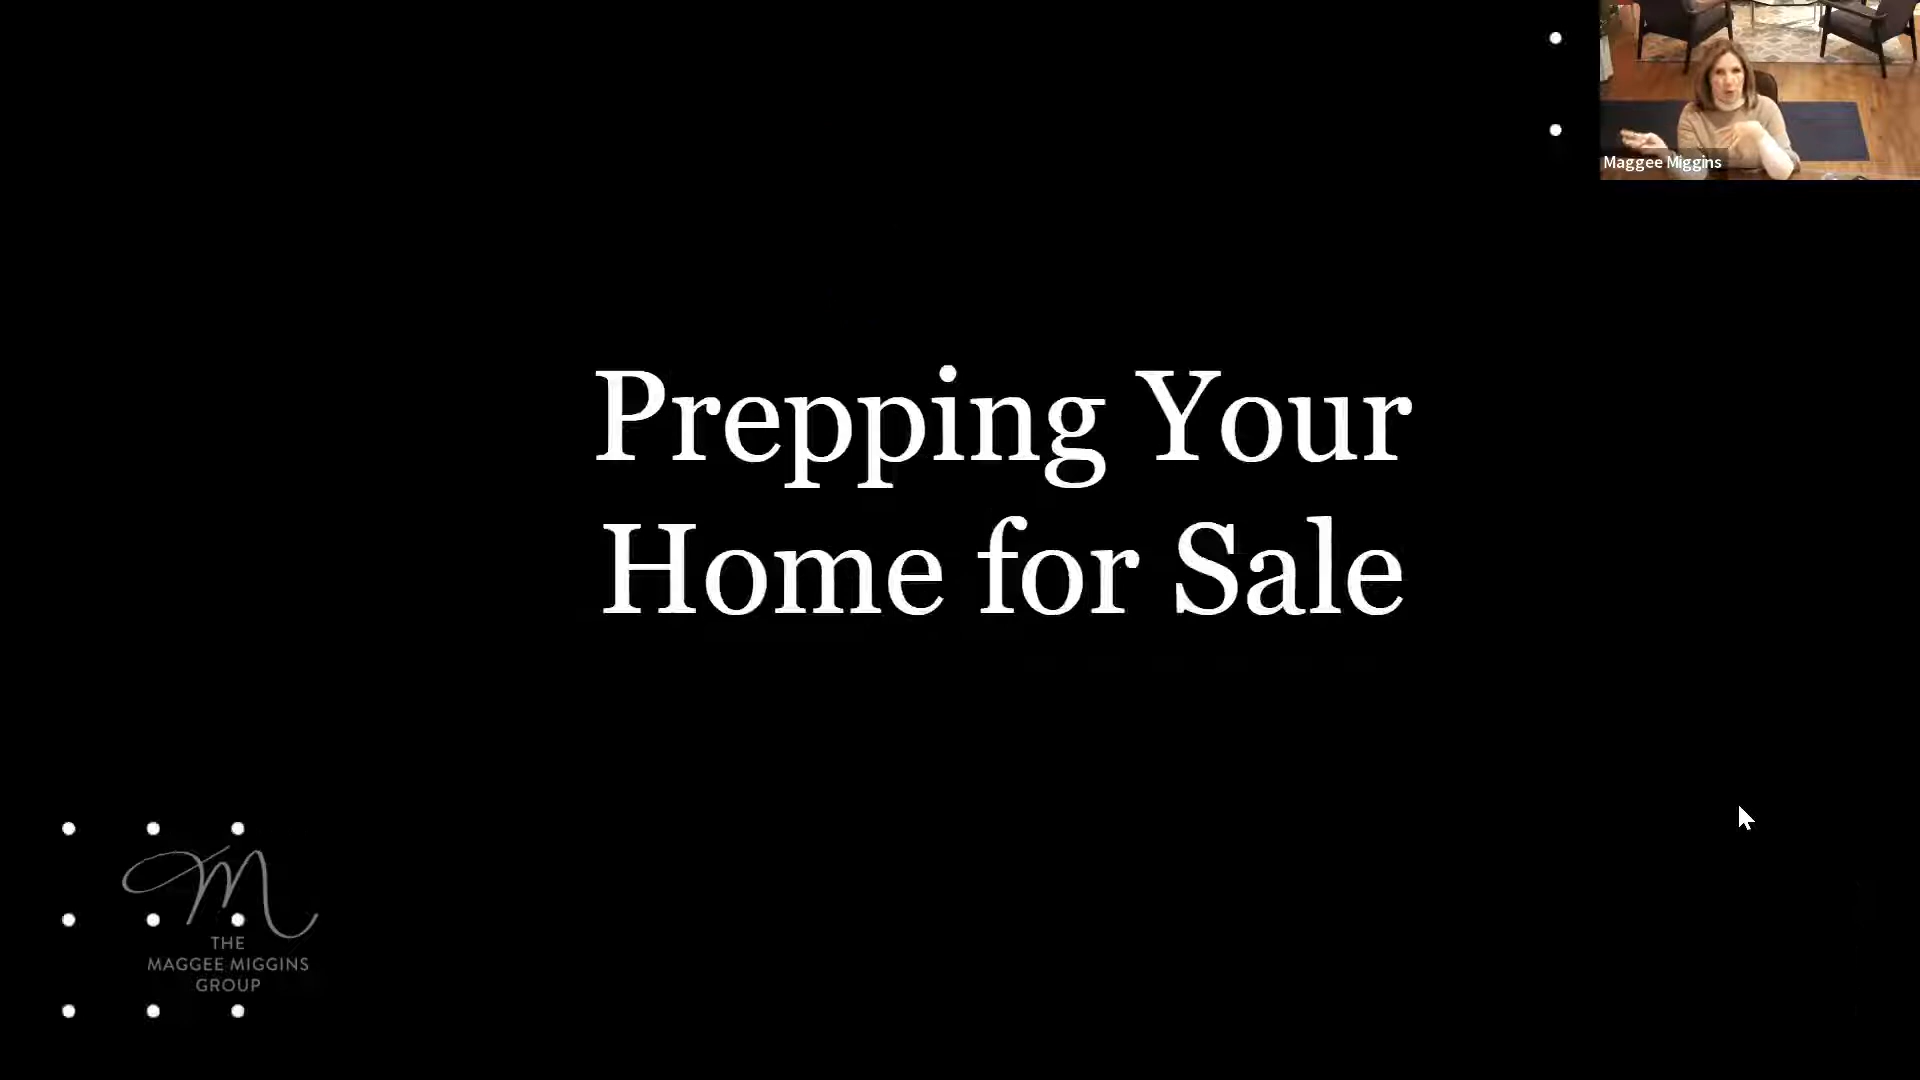 Maggee Miggins
Prepping Your
Home for Sale
THE
MAGGEE MIGGINS
GROUP